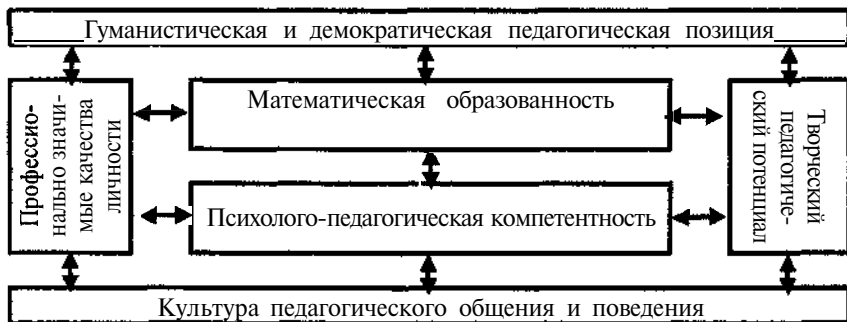 Гуманистическая и демократическая педагогическая позиция
Профессио-
нально значи-
мые качества
личности
Математическая образованность
Психолого-педагогическая компетентность
Творческий
педагогиче-
ский потенциал
Культура педагогического общения и поведения